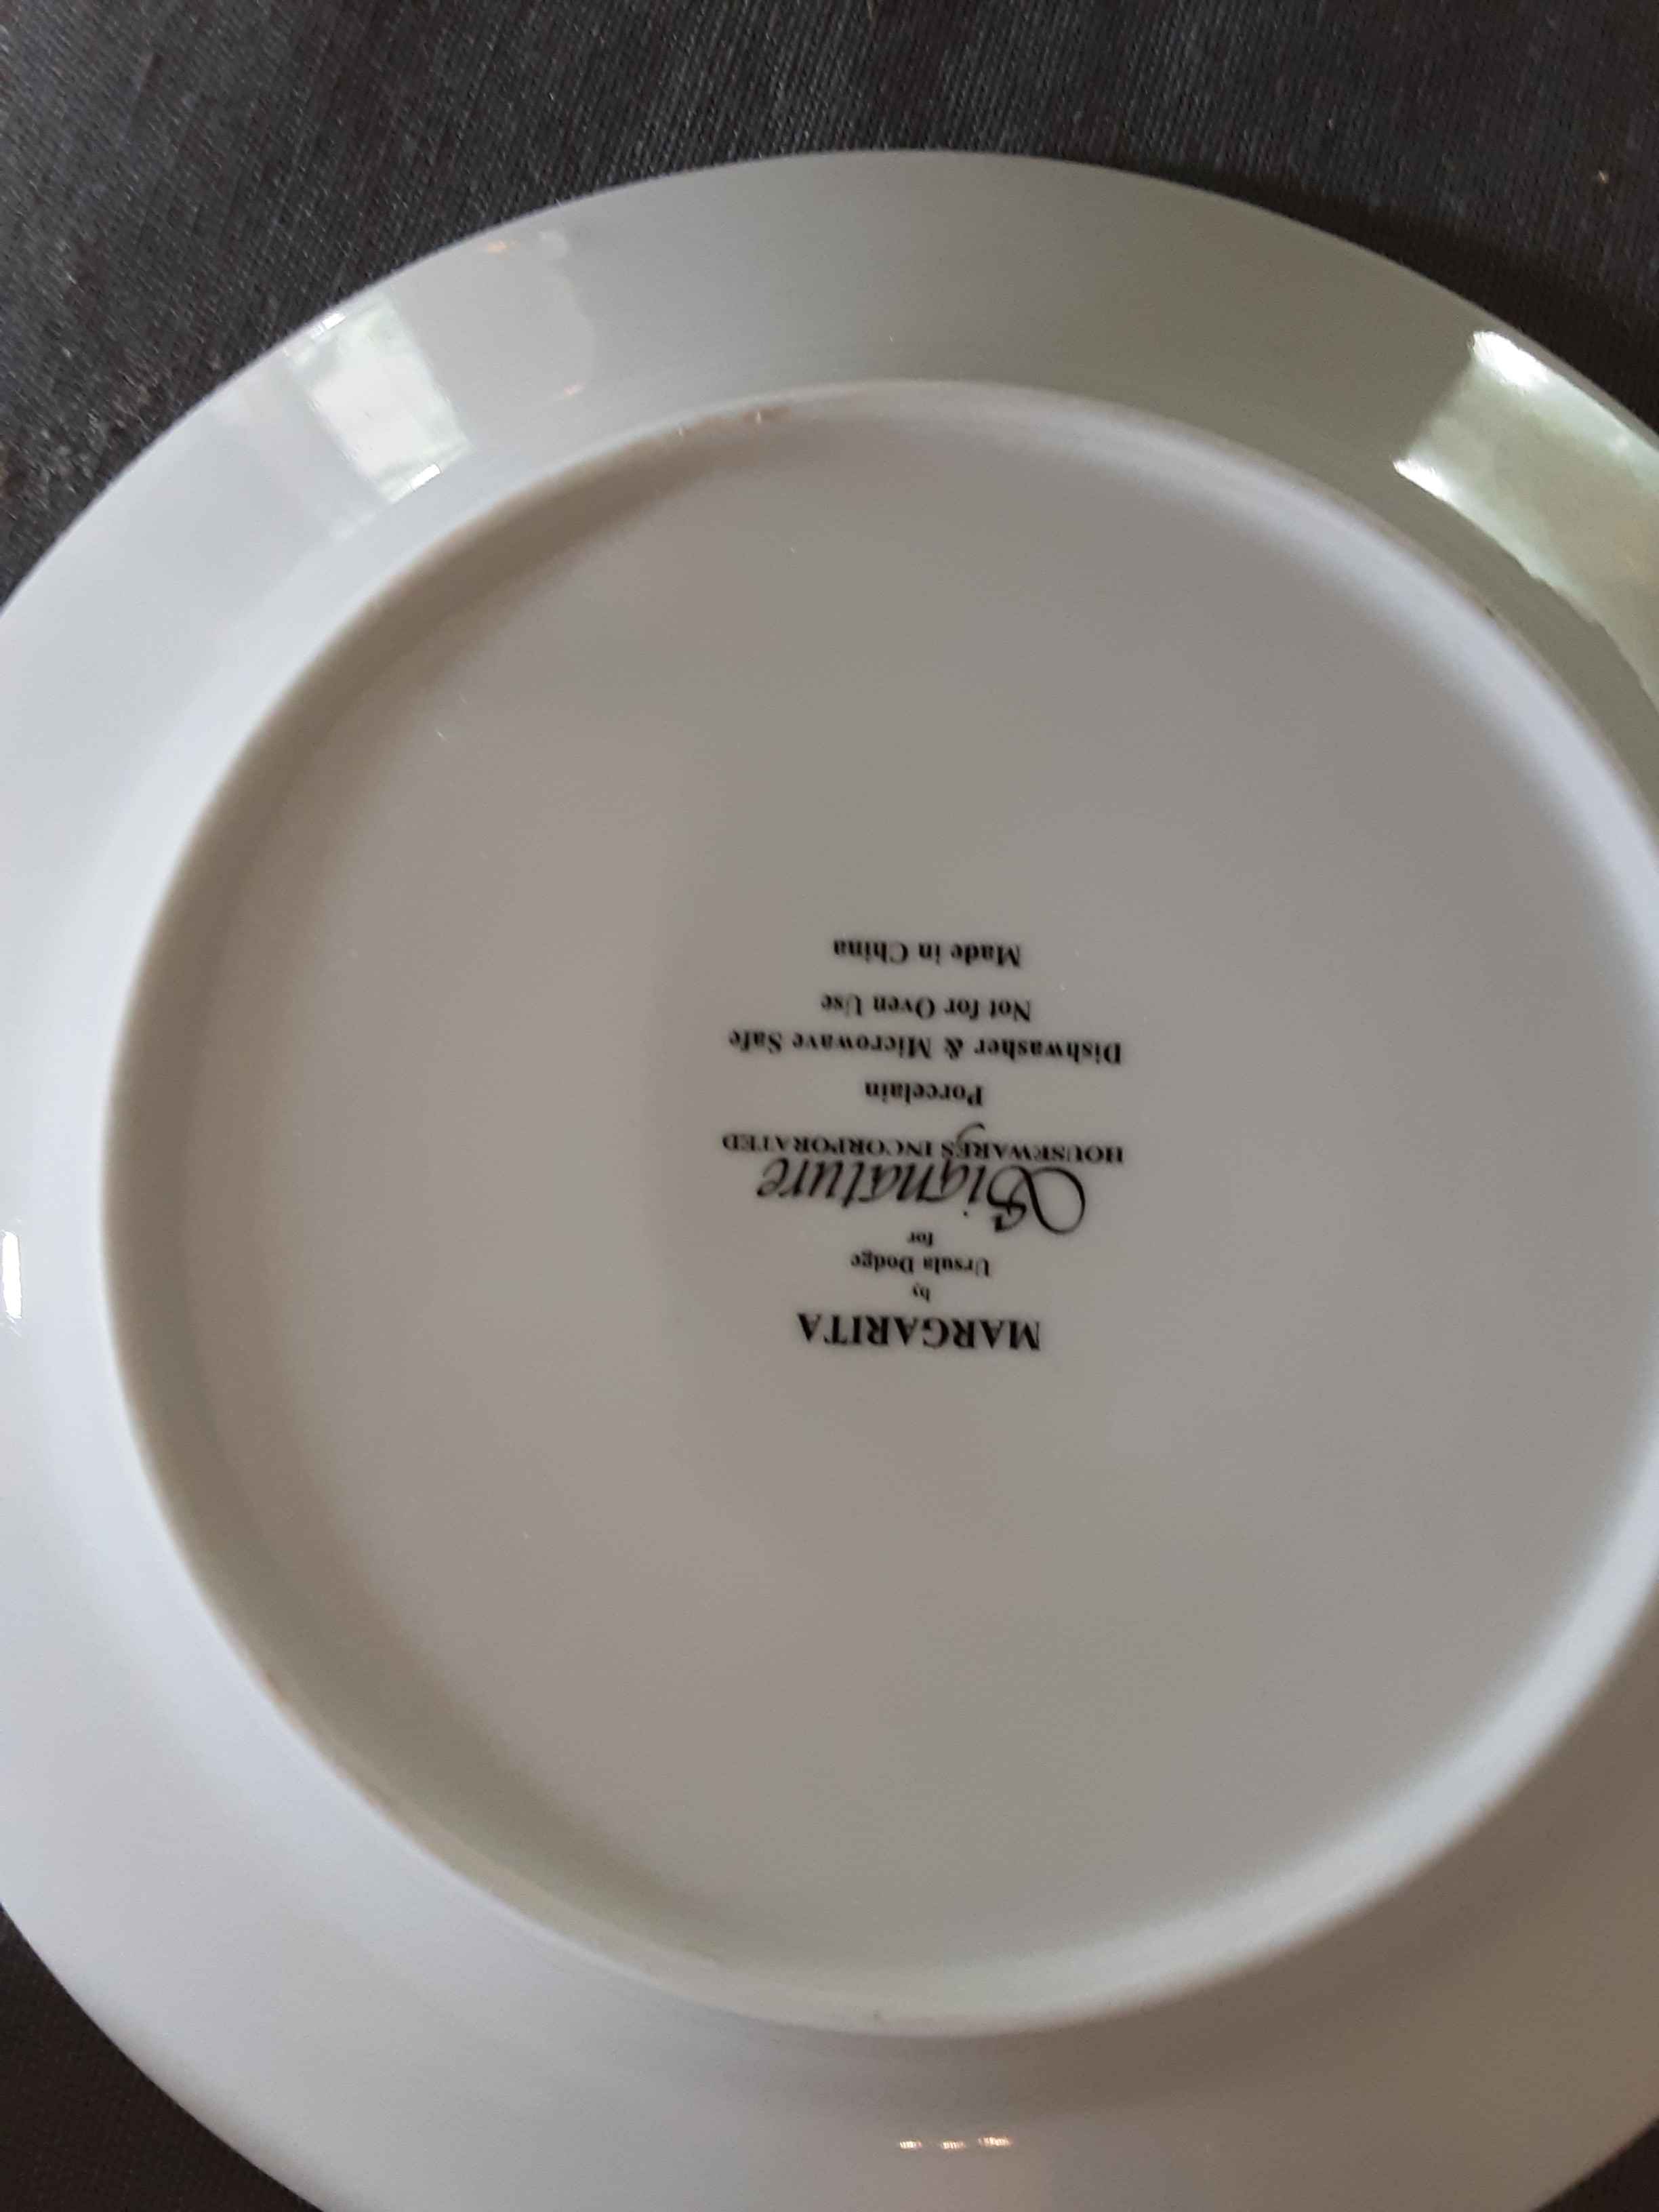 MARGARITA
by
Ursula Dodge
for
Signature
HOUSEWARES INCORPORATED
Porcelain
Dishwasher & Microwave Safe
Not for Oven Use
Made in China